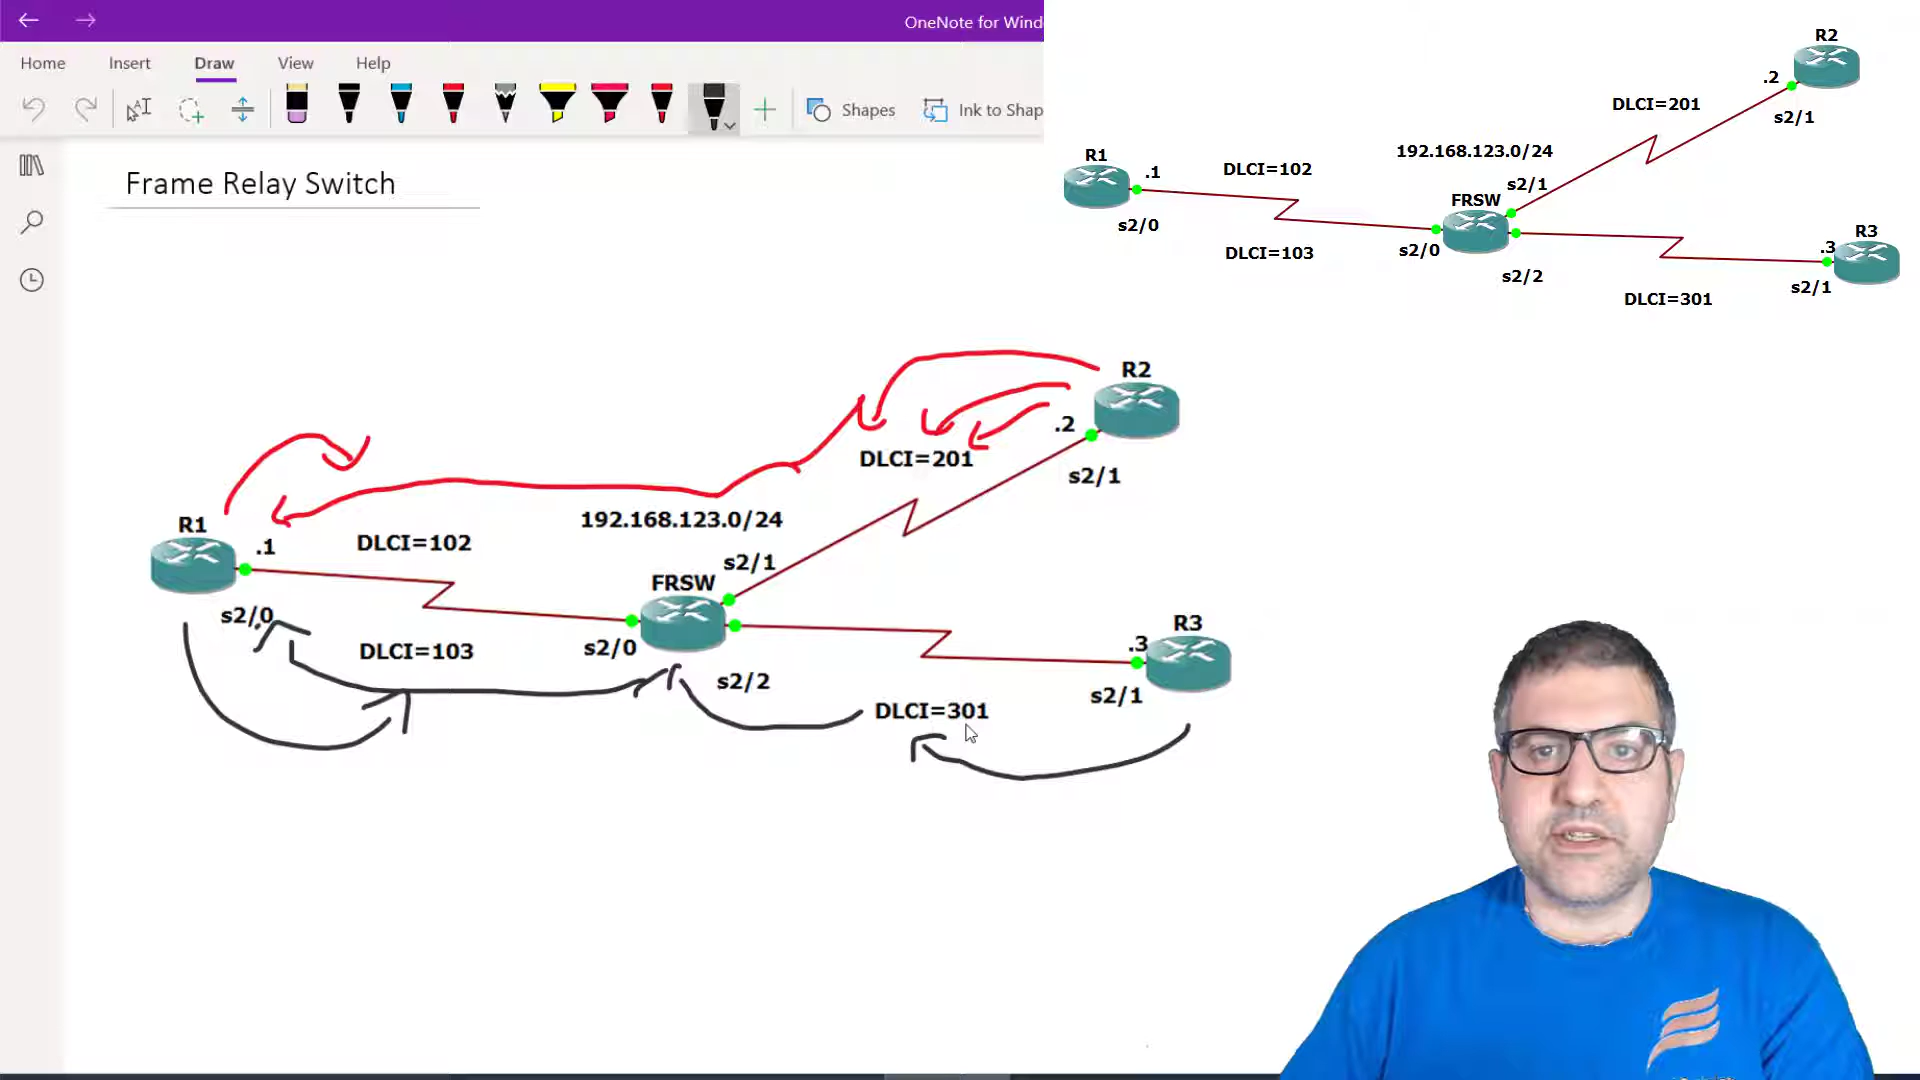 OneNote for Wind
Home Insert Draw View Help
Shapes
Ink to Shap
Frame Relay Switch
R2
.2
DLCI=201
s2/1
192.168.123.0/24
R1
.1
DLCI=102
s2/1
FRSW
s2/0
R3
.3
DLCI=103
s2/0
s2/2
s2/1
DLCI=301
R2
.2
DLCI=201
s2/1
R1
.1
192.168.123.0/24
DLCI=102
s2/1
FRSW
s2/0
R3
.3
DLCI=103
s2/0
s2/2
s2/1
DLCI=301